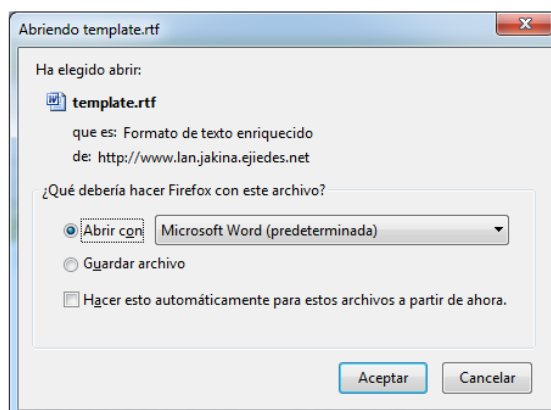 Abriendo template.rtf
Ha elegido abrir:
template.rtf
que es: Formato de texto enriquecido
de: http://www.lan.jakina.ejiedes.net
¿Qué debería hacer Firefox con este archivo?
Abrir con Microsoft Word (predeterminada)
Guardar archivo
Hacer esto automáticamente para estos archivos a partir de ahora.
Aceptar Cancelar